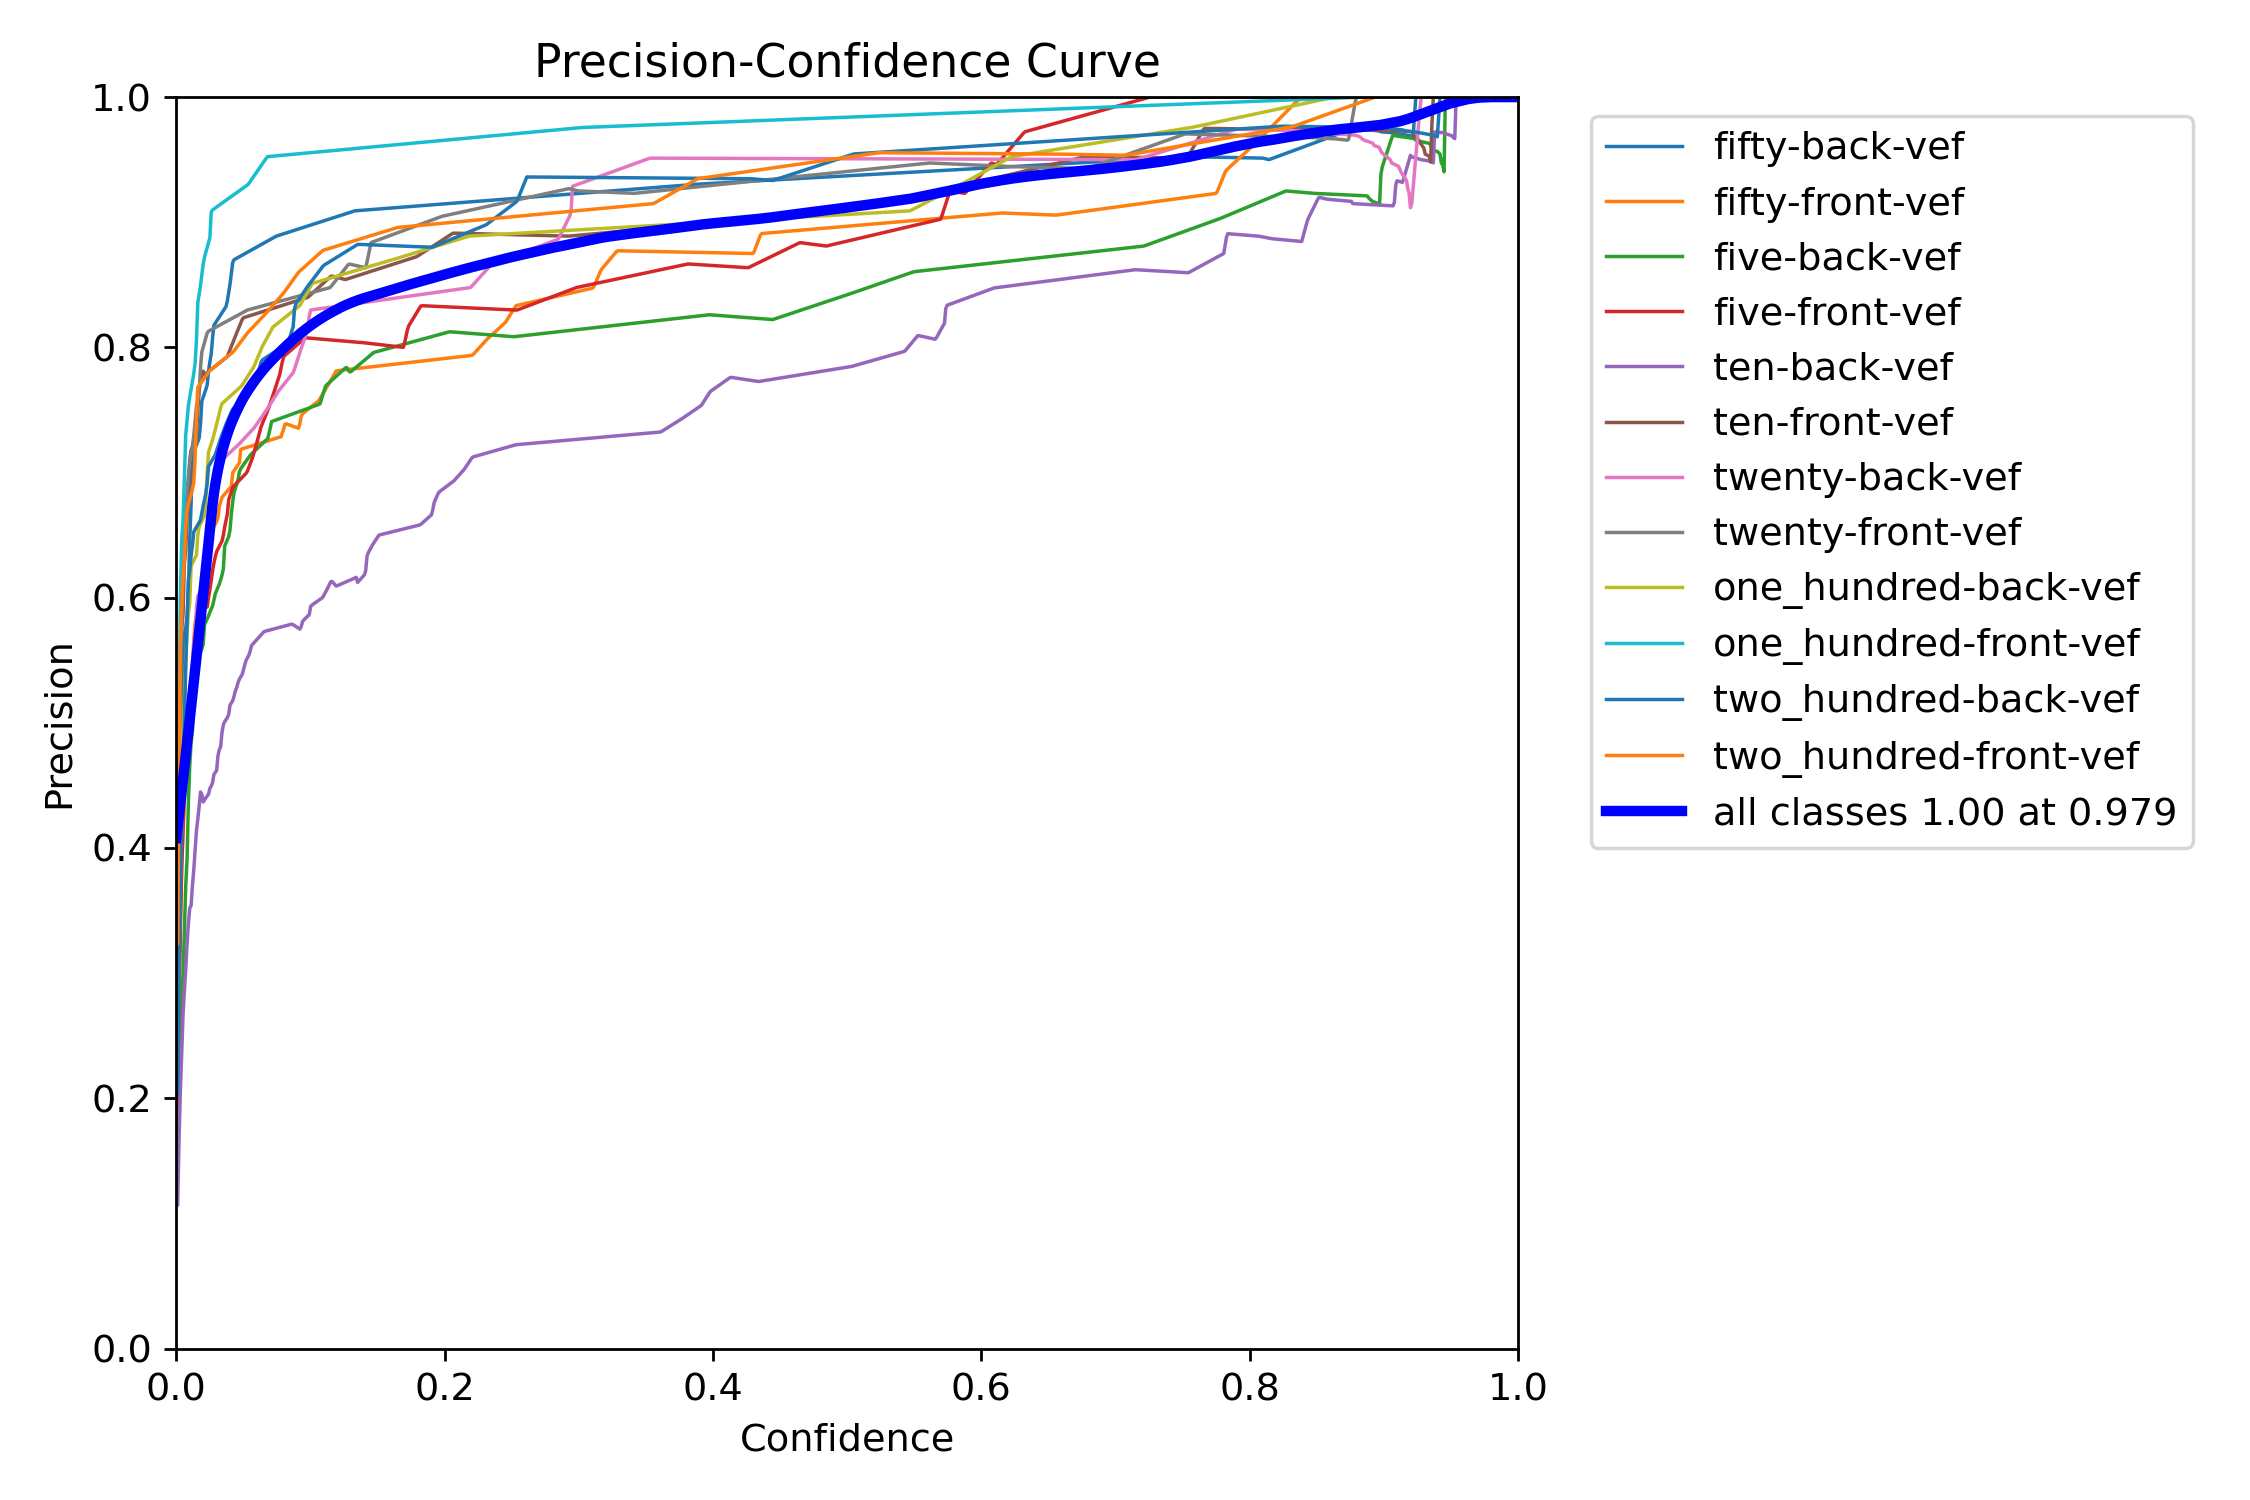 Precision-Confidence Curve
1.0
0.8
0.6
0.4
0.2
0.0
Precision
0.0 0.2 0.4 0.6 0.8 1.0
Confidence
fifty-back-vef
fifty-front-vef
five-back-vef
five-front-vef
ten-back-vef
ten-front-vef
twenty-back-vef
twenty-front-vef
one_hundred-back-vef
one_hundred-front-vef
two_hundred-back-vef
two_hundred-front-vef
all classes 1.00 at 0.979